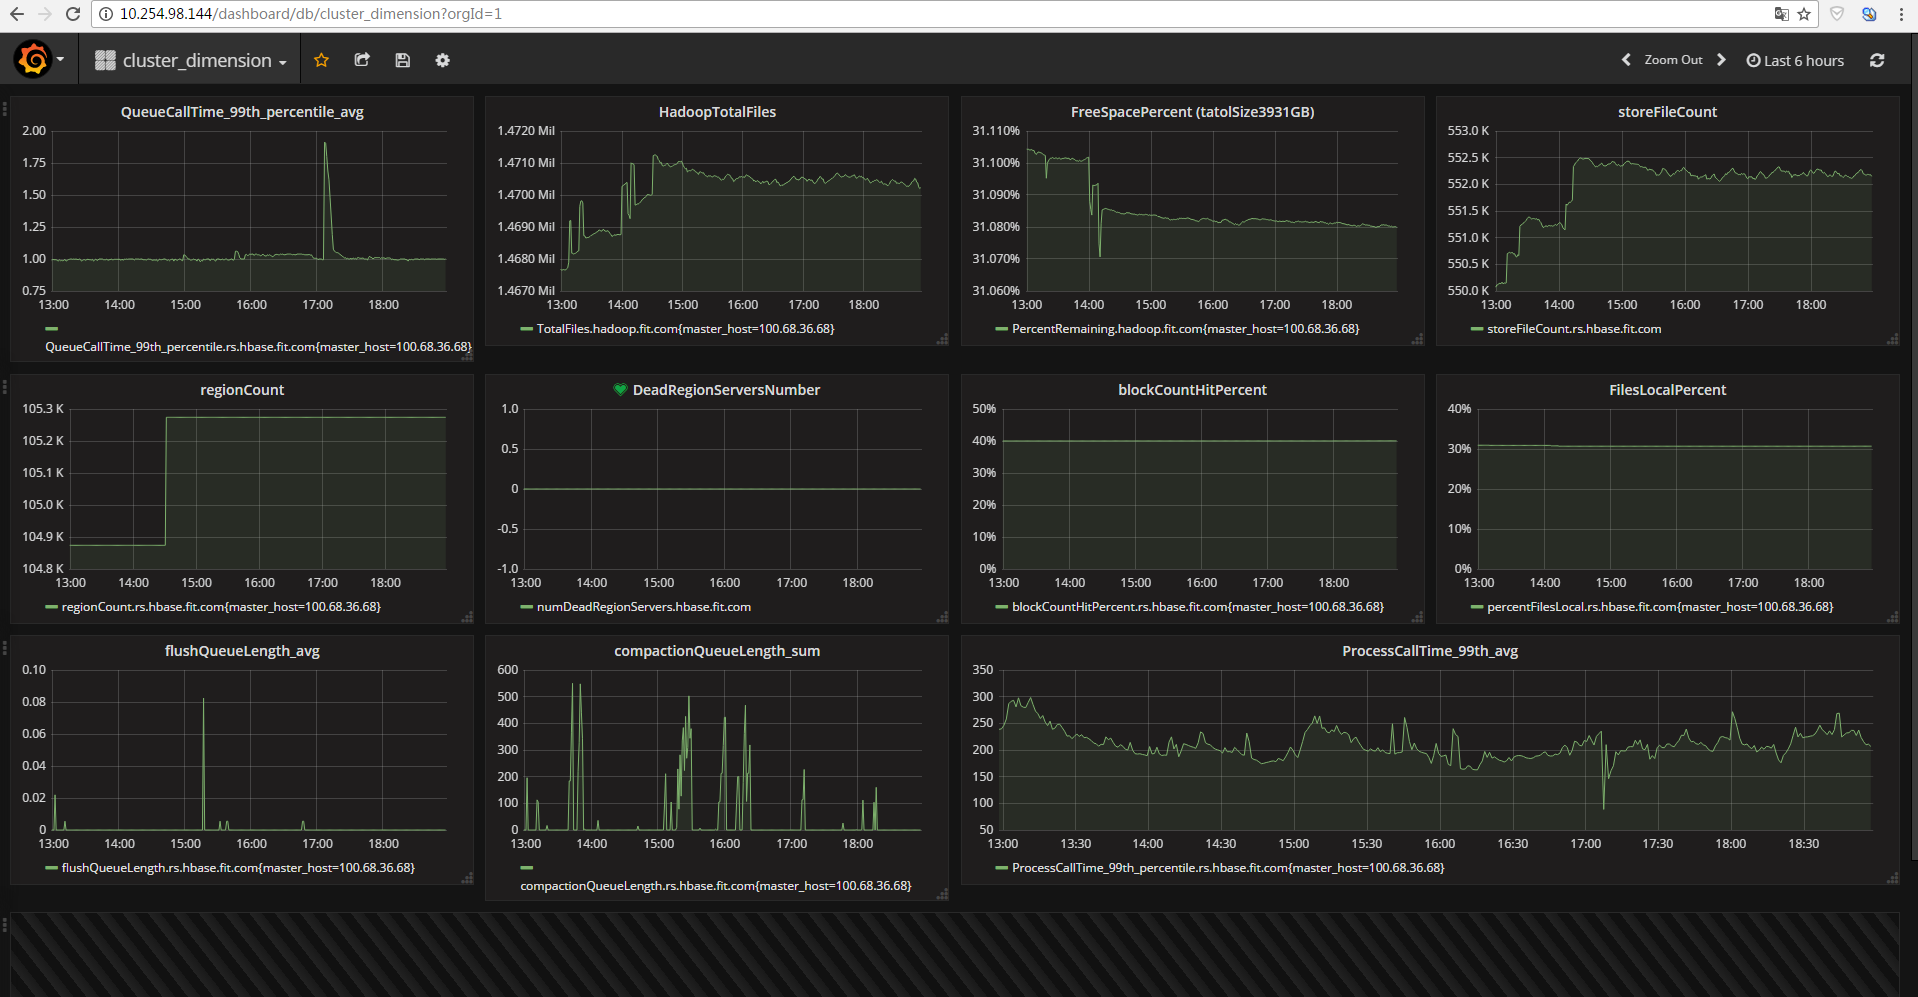 10.254.98.144/dashboard/db/cluster_dimension?orgId=1
cluster_dimension
Zoom Out
Last 6 hours
QueueCallTime_99th_percentile_avg
2.00
1.75
1.50
1.25
1.00
0.75
13:00 14:00 15:00 16:00 17:00 18:00
QueueCallTime_99th_percentile.rs.hbase.fit.com{master_host=100.68.36.68}
HadoopTotalFiles
1.4720 Mil
1.4710 Mil
1.4700 Mil
1.4690 Mil
1.4680 Mil
1.4670 Mil
13:00 14:00 15:00 16:00 17:00 18:00
TotalFiles.hadoop.fit.com{master_host=100.68.36.68}
FreeSpacePercent (tatolSize3931GB)
31.110%
31.100%
31.090%
31.080%
31.070%
31.060%
13:00 14:00 15:00 16:00 17:00 18:00
PercentRemaining.hadoop.fit.com{master_host=100.68.36.68}
storeFileCount
553.0 K
552.5 K
552.0 K
551.5 K
551.0 K
550.5 K
550.0 K
13:00 14:00 15:00 16:00 17:00 18:00
storeFileCount.rs.hbase.fit.com
regionCount
105.3 K
105.2 K
105.1 K
105.0 K
104.9 K
104.8 K
13:00 14:00 15:00 16:00 17:00 18:00
regionCount.rs.hbase.fit.com{master_host=100.68.36.68}
DeadRegionServersNumber
1.0
0.5
0
-0.5
-1.0
13:00 14:00 15:00 16:00 17:00 18:00
numDeadRegionServers.hbase.fit.com
blockCountHitPercent
50%
40%
30%
20%
10%
0%
13:00 14:00 15:00 16:00 17:00 18:00
blockCountHitPercent.rs.hbase.fit.com{master_host=100.68.36.68}
FilesLocalPercent
40%
30%
20%
10%
0%
13:00 14:00 15:00 16:00 17:00 18:00
percentFilesLocal.rs.hbase.fit.com{master_host=100.68.36.68}
flushQueueLength_avg
0.10
0.08
0.06
0.04
0.02
0
13:00 14:00 15:00 16:00 17:00 18:00
flushQueueLength.rs.hbase.fit.com{master_host=100.68.36.68}
compactionQueueLength_sum
600
500
400
300
200
100
0
13:00 14:00 15:00 16:00 17:00 18:00
compactionQueueLength.rs.hbase.fit.com{master_host=100.68.36.68}
ProcessCallTime_99th_avg
350
300
250
200
150
100
50
13:00 13:30 14:00 14:30 15:00 15:30 16:00 16:30 17:00 17:30 18:00 18:30
ProcessCallTime_99th_percentile.rs.hbase.fit.com{master_host=100.68.36.68}